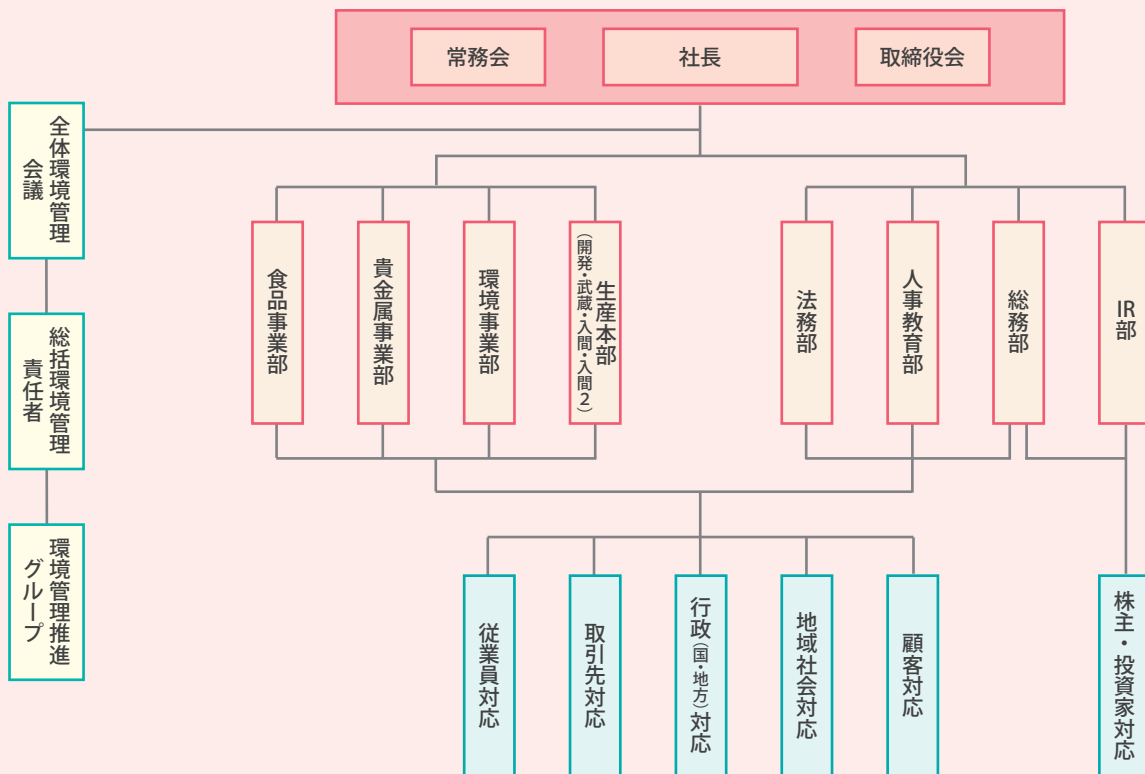 常務会
社長
取締役会
全体環境管理
会議
総括環境管理
責任者
環境管理推進
グループ
食品事業部
貴金属事業部
環境事業部
生産本部
(開発・武蔵・入間・入間2)
法務部
人事教育部
総務部
IR部
従業員対応
取引先対応
行政(国・地方)対応
地域社会対応
顧客対応
株主・投資家対応